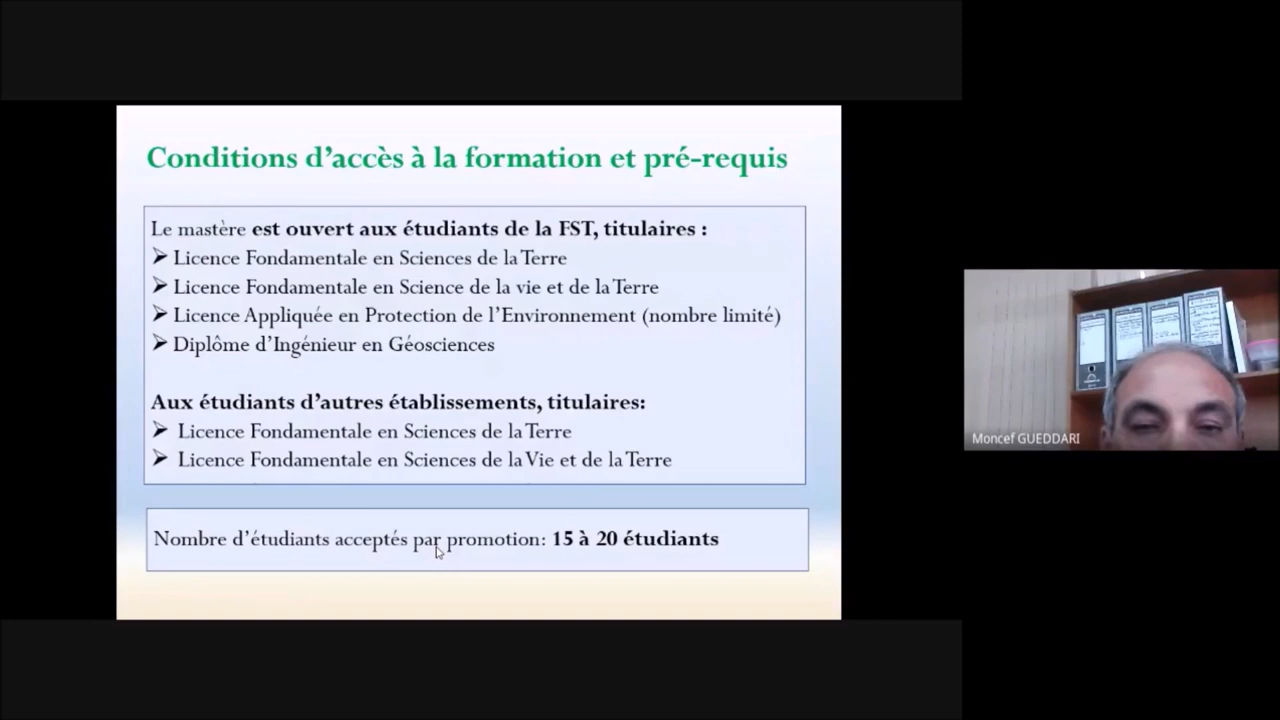 Conditions d'accès à la formation et pré-requis
Le mastère est ouvert aux étudiants de la FST, titulaires :
Licence Fondamentale en Sciences de la Terre
Licence Fondamentale en Science de la vie et de la Terre
Licence Appliquée en Protection de l'Environnement (nombre limité)
Diplôme d'Ingénieur en Géosciences
Aux étudiants d'autres établissements, titulaires:
Licence Fondamentale en Sciences de la Terre
Licence Fondamentale en Sciences de la Vie et de la Terre
Nombre d'étudiants acceptés par promotion: 15 à 20 étudiants
Moncef GUEDDARI